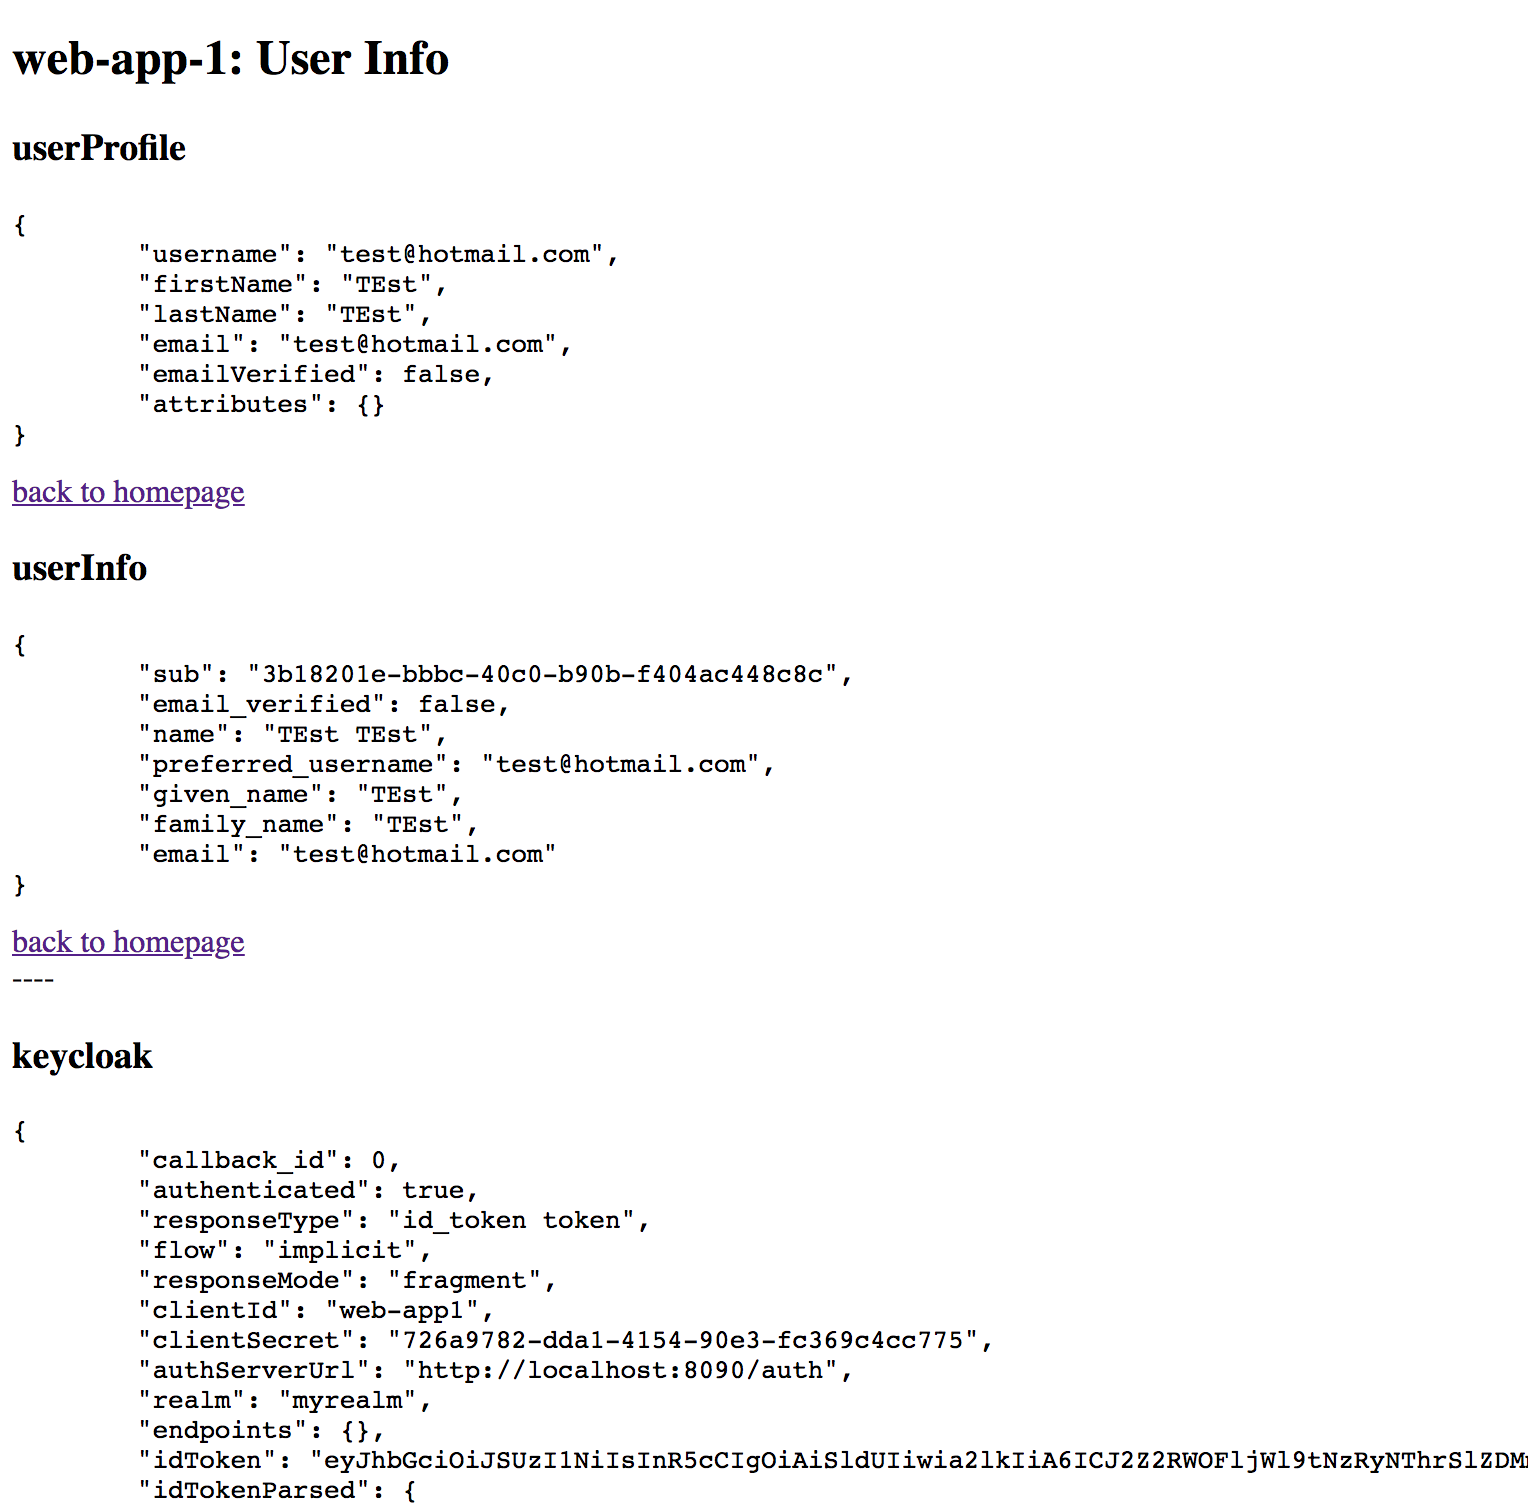 web-app-1: User Info
userProfile
{
"username": "test@hotmail.com",
"firstName": "TEst",
"lastName": "TEst",
"email": "test@hotmail.com",
"emailVerified": false,
"attributes": {}
}
back to homepage
userInfo
{
"sub": "3b18201e-bbbc-40c0-b90b-f404ac448c8c",
"email_verified": false,
"name": "TEst TEst",
"preferred_username": "test@hotmail.com",
"given_name": "TEst",
"family_name": "TEst",
"email": "test@hotmail.com"
}
back to homepage
----
keycloak
{
"callback_id": 0,
"authenticated": true,
"responseType": "id_token token",
"flow": "implicit",
"responseMode": "fragment",
"clientId": "web-app1",
"clientSecret": "726a9782-dda1-4154-90e3-fc369c4cc775",
"authServerUrl": "http://localhost:8090/auth",
"realm": "myrealm",
"endpoints": {},
"idToken": "eyJhbGciOiJSUzI1NiIsInR5cCIgOiAiSldUIiwia2lkIiA6ICJ2Z2RWOFljWl9tNzRyNThrSlZDM
"idTokenParsed": {